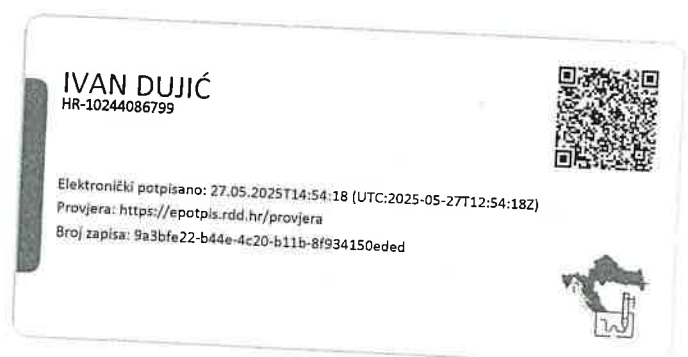 IVAN DUJIĆ
HR-10244086799
Elektronički potpisano: 27.05.2025T14:54:18 (UTC:2025-05-27T12:54:18Z)
Provjera: https://epotpis.rdd.hr/provjera
Broj zapisa: 9a3bfe22-b44e-4c20-b11b-8f934150eded